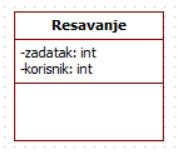 Resavanje
-zadatak: int
-korisnik: int